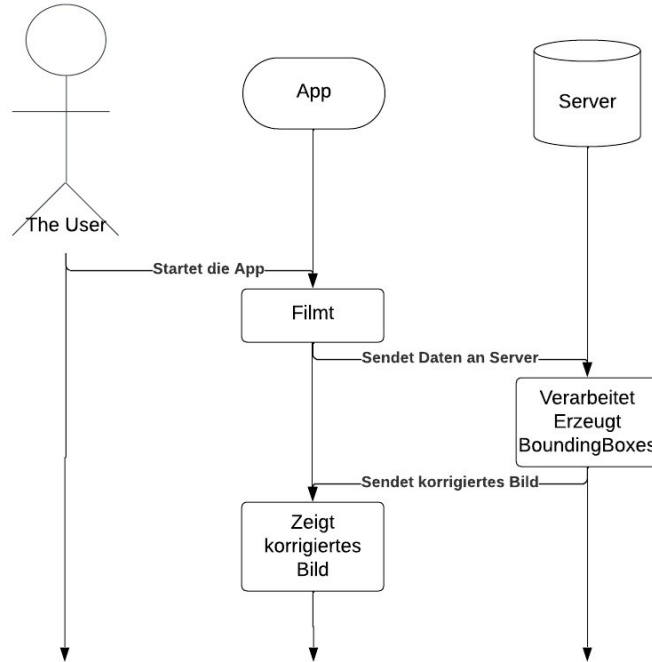 App
Server
The User
Startet die App
Filmt
Sendet Daten an Server
Verarbeitet
Erzeugt
BoundingBoxes
Sendet korrigiertes Bild
Zeigt
korrigiertes
Bild